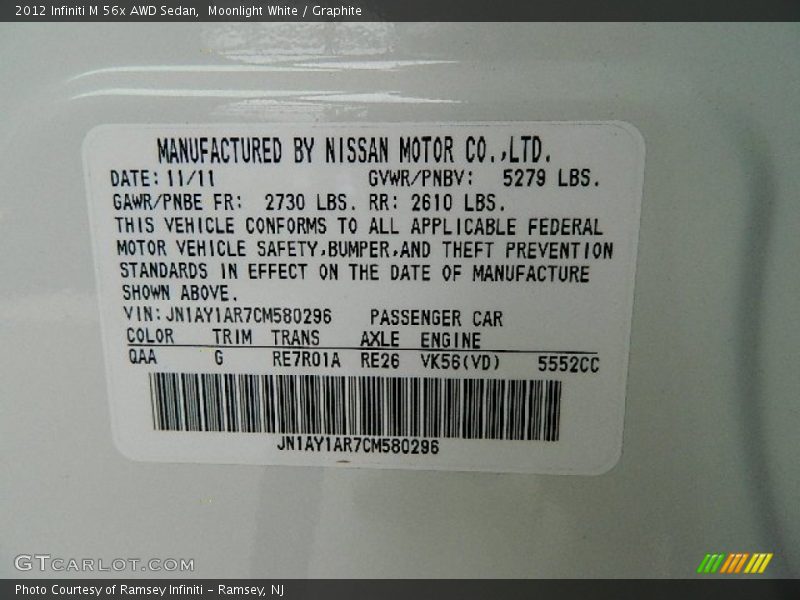 2012 Infiniti M 56x AWD Sedan,  Moonlight White / Graphite
MANUFACTURED BY NISSAN MOTOR CO.,LTD.
DATE: 11/11 GVWR/PNBV: 5279 LBS.
GAWR/PNBE FR: 2730 LBS. RR: 2610 LBS.
THIS VEHICLE CONFORMS TO ALL APPLICABLE FEDERAL
MOTOR VEHICLE SAFETY,BUMPER,AND THEFT PREVENTION
STANDARDS IN EFFECT ON THE DATE OF MANUFACTURE
SHOWN ABOVE.
VIN: JN1AY1AR7CM580296 PASSENGER CAR
COLOR TRIM TRANS AXLE ENGINE
QAA G RE7R01A RE26 VK56(VD) 5552CC
JN1AY1AR7CM580296
GTCARLOT.COM
Photo Courtesy of Ramsey Infiniti - Ramsey, NJ